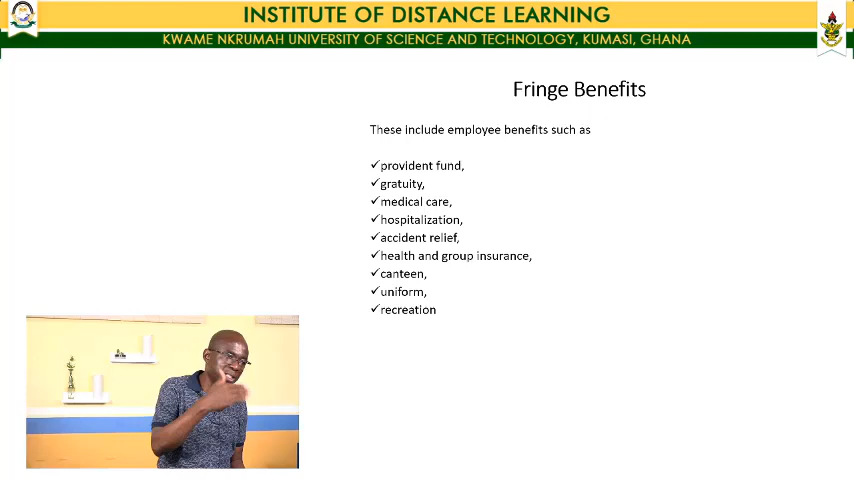 INSTITUTE OF DISTANCE LEARNING
KWAME NKRUMAH UNIVERSITY OF SCIENCE AND TECHNOLOGY, KUMASI, GHANA
Fringe Benefits
These include employee benefits such as
✓provident fund,
✓gratuity,
✓medical care,
✓hospitalization,
✓accident relief,
✓health and group insurance,
✓canteen,
✓uniform,
✓recreation